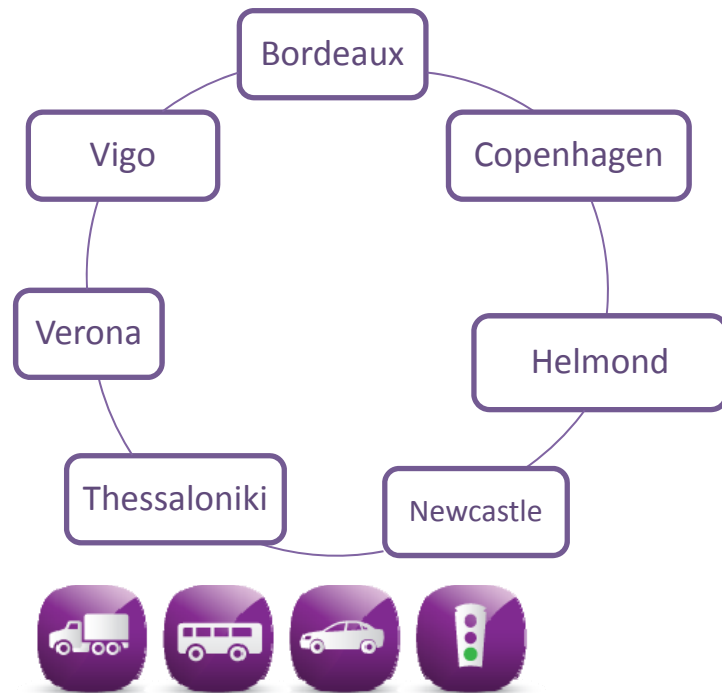 Bordeaux
Vigo
Copenhagen
Verona
Helmond
Thessaloniki
Newcastle